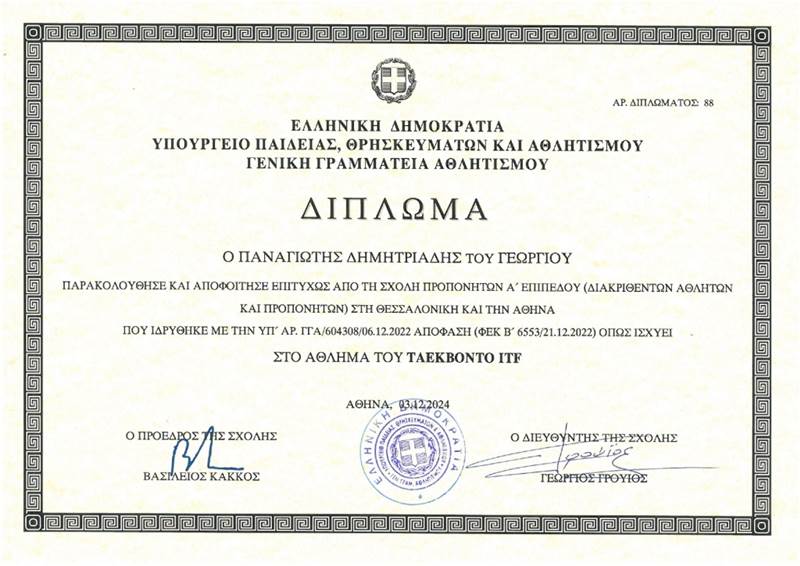 ΑΡ. ΔΙΠΛΩΜΑΤΟΣ: 88
ΕΛΛΗΝΙΚΗ ΔΗΜΟΚΡΑΤΙΑ
ΥΠΟΥΡΓΕΙΟ ΠΑΙΔΕΙΑΣ, ΘΡΗΣΚΕΥΜΑΤΩΝ ΚΑΙ ΑΘΛΗΤΙΣΜΟΥ
ΓΕΝΙΚΗ ΓΡΑΜΜΑΤΕΙΑ ΑΘΛΗΤΙΣΜΟΥ
ΔΙΠΛΩΜΑ
Ο ΠΑΝΑΓΙΩΤΗΣ ΔΗΜΗΤΡΙΑΔΗΣ ΤΟΥ ΓΕΩΡΓΙΟΥ
ΠΑΡΑΚΟΛΟΥΘΗΣΕ ΚΑΙ ΑΠΟΦΟΙΤΗΣΕ ΕΠΙΤΥΧΩΣ ΑΠΟ ΤΗ ΣΧΟΛΗ ΠΡΟΠΟΝΗΤΩΝ Α΄ ΕΠΙΠΕΔΟΥ (ΔΙΑΚΡΙΘΕΝΤΩΝ ΑΘΛΗΤΩΝ
ΚΑΙ ΠΡΟΠΟΝΗΤΩΝ) ΣΤΗ ΘΕΣΣΑΛΟΝΙΚΗ ΚΑΙ ΤΗΝ ΑΘΗΝΑ
ΠΟΥ ΙΔΡΥΘΗΚΕ ΜΕ ΤΗΝ ΥΠ΄ ΑΡ. ΓΓΑ/604308/06.12.2022 ΑΠΟΦΑΣΗ (ΦΕΚ Β΄ 6553/21.12.2022) ΟΠΩΣ ΙΣΧΥΕΙ
ΣΤΟ ΑΘΛΗΜΑ ΤΟΥ ΤΑΕΚΒΟΝΤΟ ITF
ΑΘΗΝΑ, 03.12.2024
Ο ΠΡΟΕΔΡΟΣ ΤΗΣ ΣΧΟΛΗΣ
Ο ΔΙΕΥΘΥΝΤΗΣ ΤΗΣ ΣΧΟΛΗΣ
ΕΛΛΗΝΙΚΗ ΔΗΜΟΚΡΑΤΙΑ
ΒΑΣΙΛΕΙΟΣ ΚΑΚΚΟΣ
ΓΕΩΡΓΙΟΣ ΓΡΟΥΙΟΣ